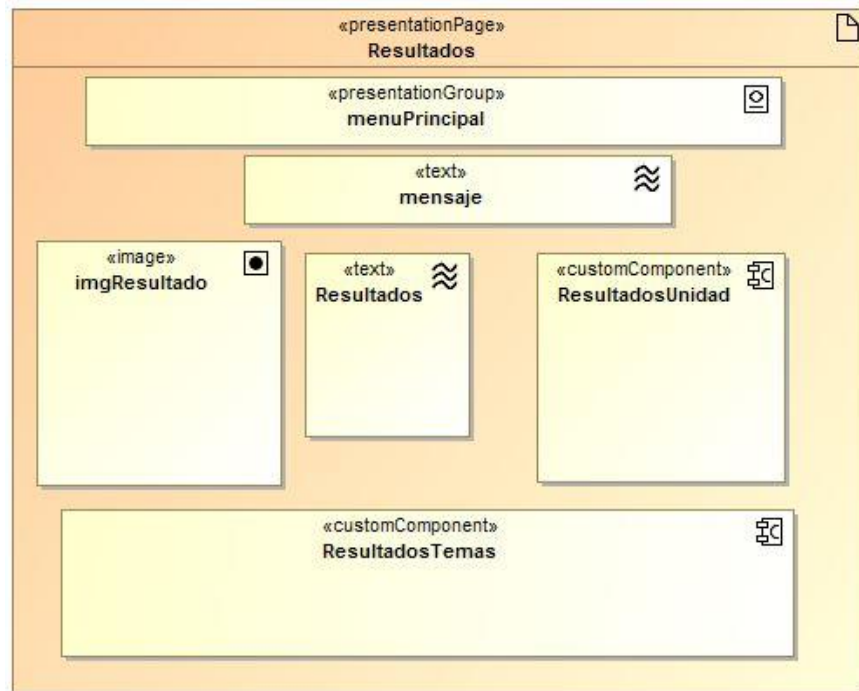 «presentationPage»
Resultados
«presentationGroup»
menuPrincipal
«text»
mensaje
«image»
imgResultado
«text»
Resultados
«customComponent»
ResultadosUnidad
«customComponent»
ResultadosTemas